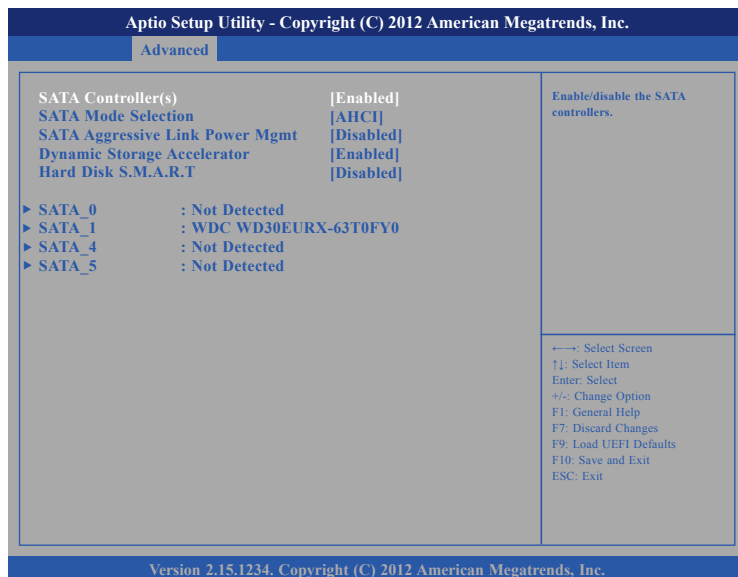 Aptio Setup Utility - Copyright (C) 2012 American Megatrends, Inc.
Advanced
SATA Controller(s) [Enabled]
SATA Mode Selection [AHCI]
SATA Aggressive Link Power Mgmt [Disabled]
Dynamic Storage Accelerator [Enabled]
Hard Disk S.M.A.R.T [Disabled]
► SATA_0 : Not Detected
► SATA_1 : WDC WD30EURX-63T0FY0
► SATA_4 : Not Detected
► SATA_5 : Not Detected
Enable/disable the SATA
controllers.
←→: Select Screen
↑↓: Select Item
Enter: Select
+/-: Change Option
F1: General Help
F7: Discard Changes
F9: Load UEFI Defaults
F10: Save and Exit
ESC: Exit
Version 2.15.1234. Copyright (C) 2012 American Megatrends, Inc.